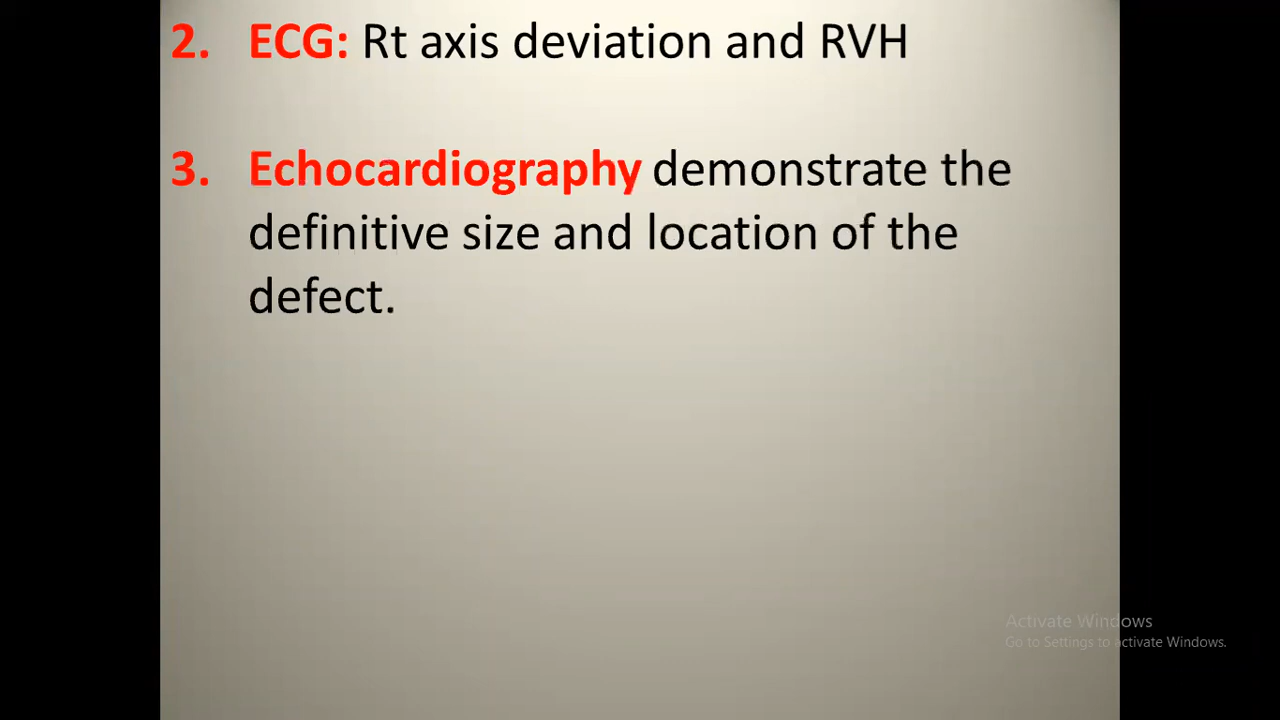 2. ECG: Rt axis deviation and RVH
3. Echocardiography demonstrate the
definitive size and location of the
defect.
Activate Windows
Go to Settings to activate Windows.